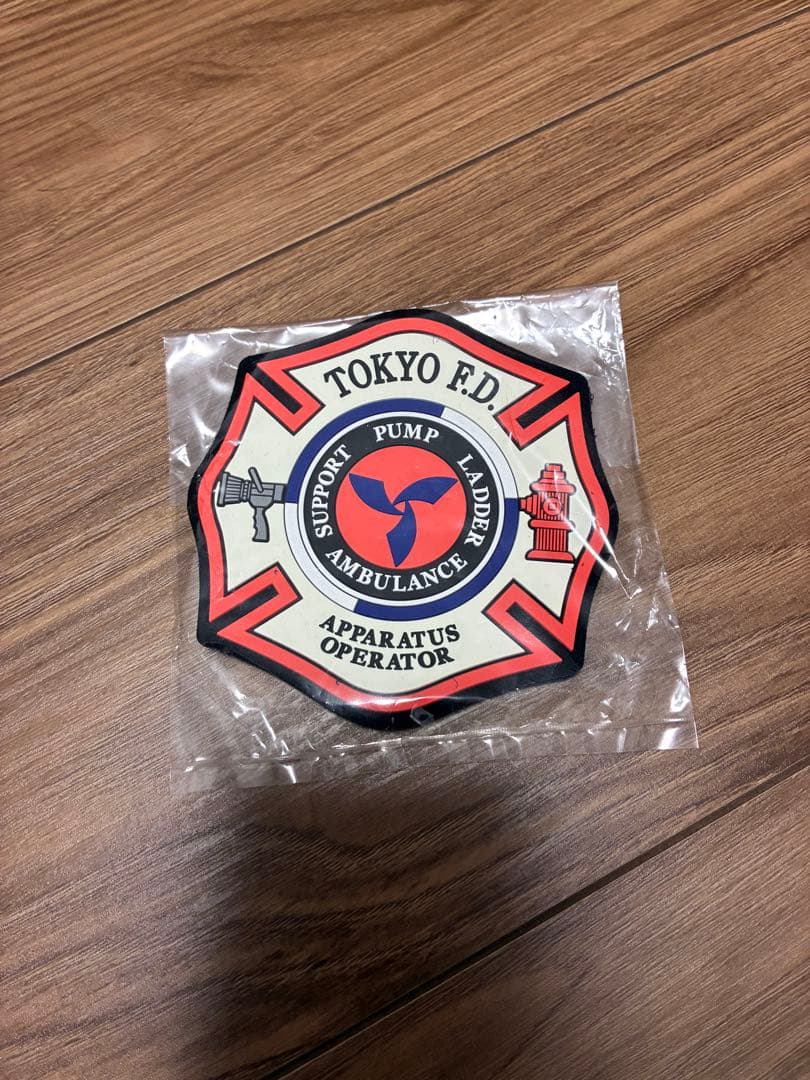 TOKYO F.D.
SUPPORT PUMP LADDER
AMBULANCE
APPARATUS
OPERATOR